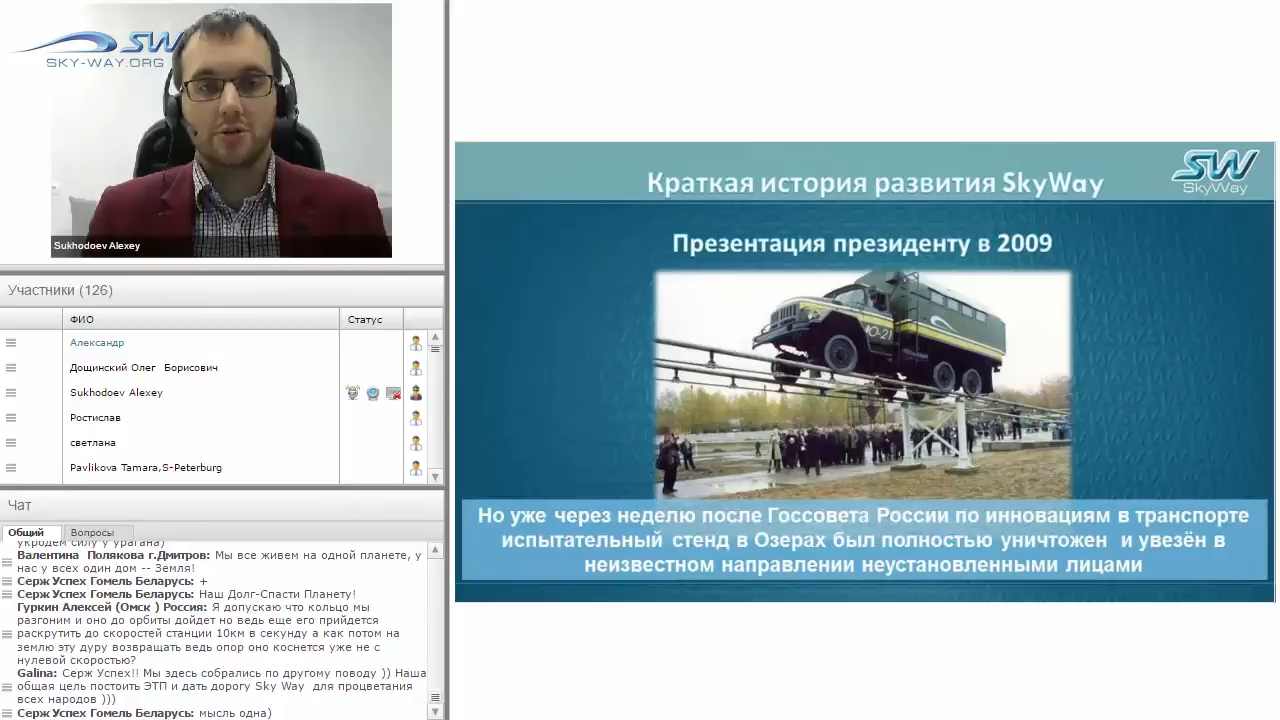 SW
SKY-WAY.ORG
Sukhodoev Alexey
Участники (126)
ФИО
Статус
Александр
Дощинский Олег Борисович
Sukhodoev Alexey
Ростислав
светлана
Pavlikova Tamara,S-Peterburg
Чат
Общий
Вопросы
укродем силу у урагана)
Валентина Полякова г.Дмитров: Мы все живем на одной планете, у
нас у всех один дом -- Земля!
Серж Успех Гомель Беларусь: +
Серж Успех Гомель Беларусь: Наш Долг-Спасти Планету!
Гуркин Алексей (Омск ) Россия: Я допускаю что кольцо мы
разгоним и оно до орбиты дойдет но ведь еще его прийдется
раскрутить до скоростей станции 10км в секунду а как потом на
землю эту дуру возвращать ведь опор оно коснется уже не с
нулевой скоростью?
Galina: Серж Успех!! Мы здесь собрались по другому поводу )) Наша
общая цель постоить ЭТП и дать дорогу Sky Way для процветания
всех народов )))
Серж Успех Гомель Беларусь: мысль одна)
Краткая история развития SkyWay
SW
SkyWay
Презентация президенту в 2009
Ю-21
Но уже через неделю после Госсовета России по инновациям в транспорте
испытательный стенд в Озерах был полностью уничтожен и увезён в
неизвестном направлении неустановленными лицами